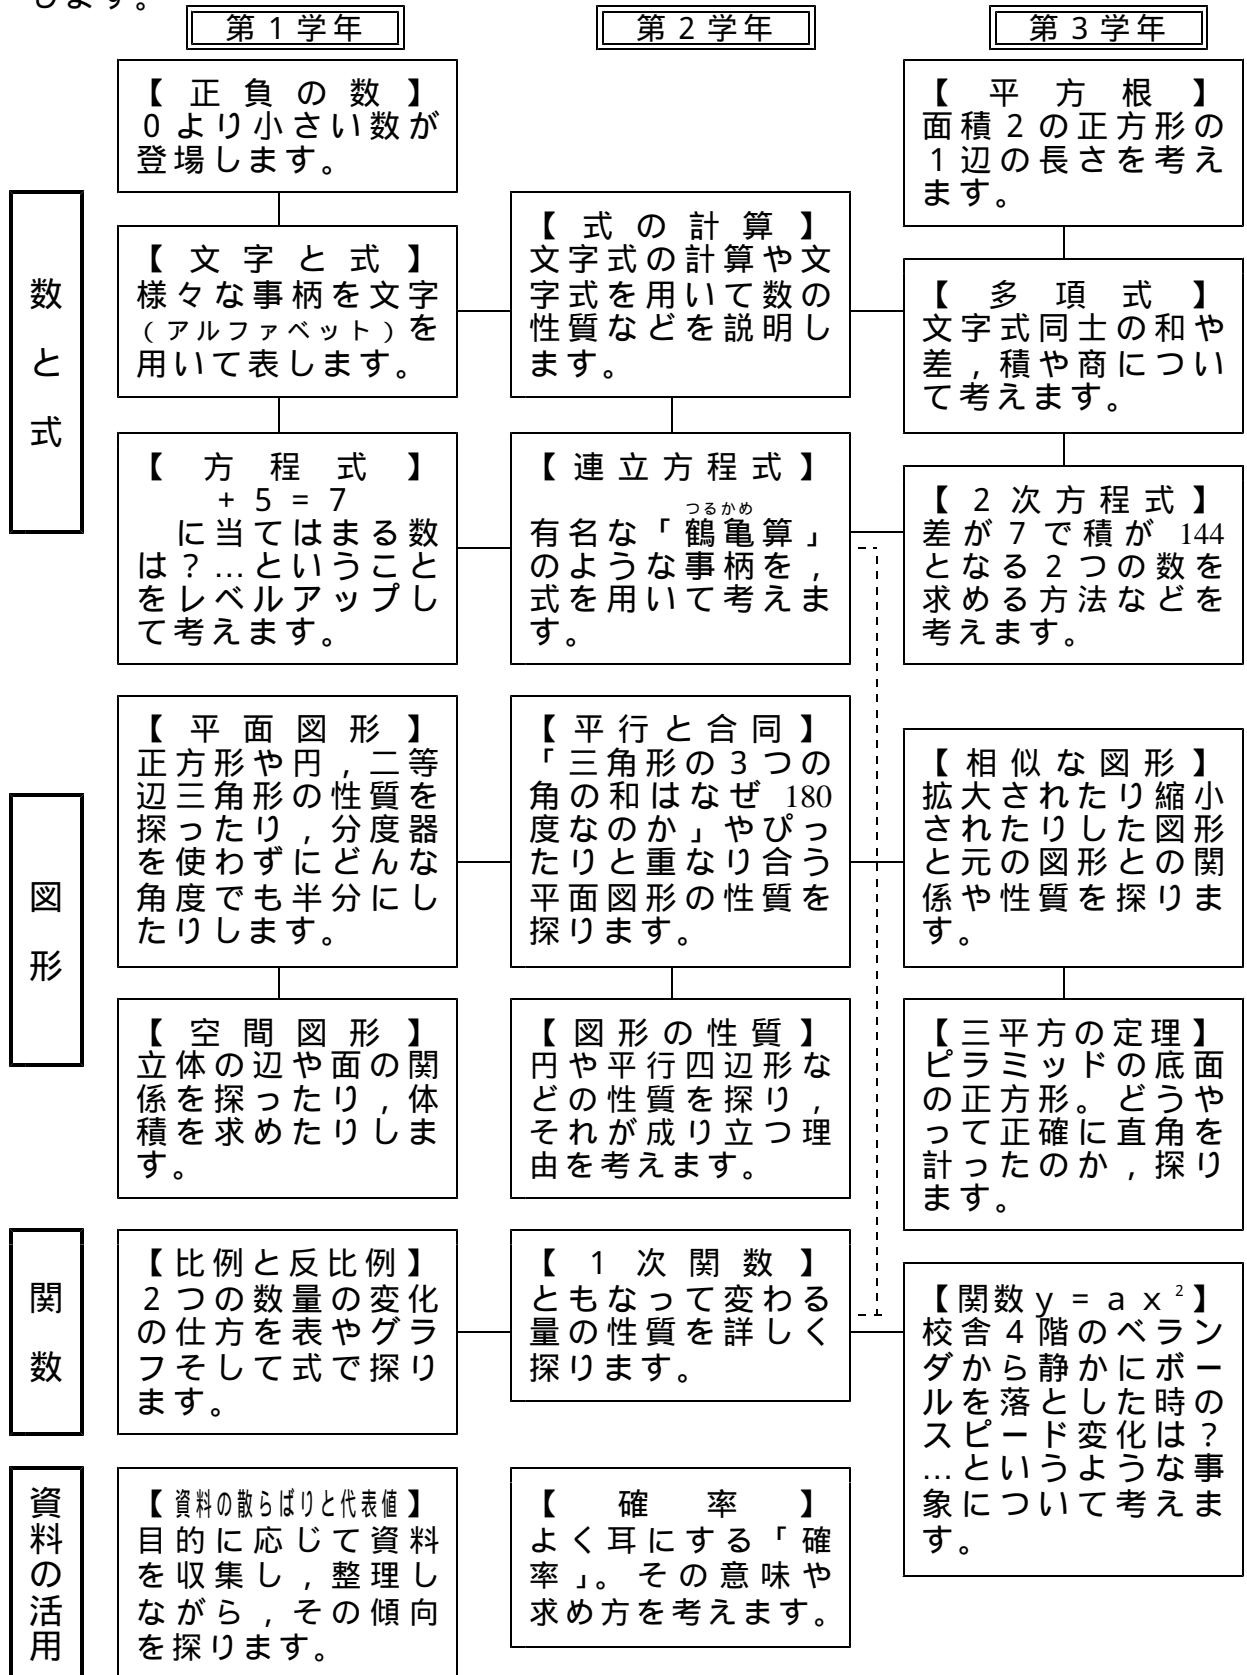 します。
第１学年
第２学年
第３学年
数と式
【正負の数】
０より小さい数が
登場します。
【文字と式】
様々な事柄を文字
（アルファベット）を
用いて表します。
【方程式】
＋５＝７
に当てはまる数
は？…ということ
をレベルアップし
て考えます。
【式の計算】
文字式の計算や文
字式を用いて数の
性質などを説明し
ます。
【連立方程式】
つるかめ
有名な「鶴亀算」
のような事柄を，
式を用いて考えま
す。
【平方根】
面積２の正方形の
１辺の長さを考え
ます。
【多項式】
文字式同士の和や
差，積や商につい
て考えます。
【２次方程式】
差が７で積が 144
となる２つの数を
求める方法などを
考えます。
図形
【平面図形】
正方形や円，二等
辺三角形の性質を
探ったり，分度器
を使わずにどんな
角度でも半分にし
たりします。
【空間図形】
立体の辺や面の関
係を探ったり，体
積を求めたりしま
す。
【平行と合同】
「三角形の３つの
角の和はなぜ 180
度なのか」やぴっ
たりと重なり合う
平面図形の性質を
探ります。
【図形の性質】
円や平行四辺形な
どの性質を探り，
それが成り立つ理
由を考えます。
【相似な図形】
拡大されたり縮小
されたりした図形
と元の図形との関
係や性質を探りま
す。
【三平方の定理】
ピラミッドの底面
の正方形。どうや
って正確に直角を
計ったのか，探り
ます。
関数
【比例と反比例】
２つの数量の変化
の仕方を表やグラ
フそして式で探り
ます。
【１次関数】
ともなって変わる
量の性質を詳しく
探ります。
【関数ｙ＝ａｘ²】
校舎４階のベラン
ダから静かにボー
ルを落とした時の
スピード変化は？
…というような事
象について考えま
す。
資料の活用
【資料の散らばりと代表値】
目的に応じて資料
を収集し，整理し
ながら，その傾向
を探ります。
【確率】
よく耳にする「確
率」。その意味や
求め方を考えます。